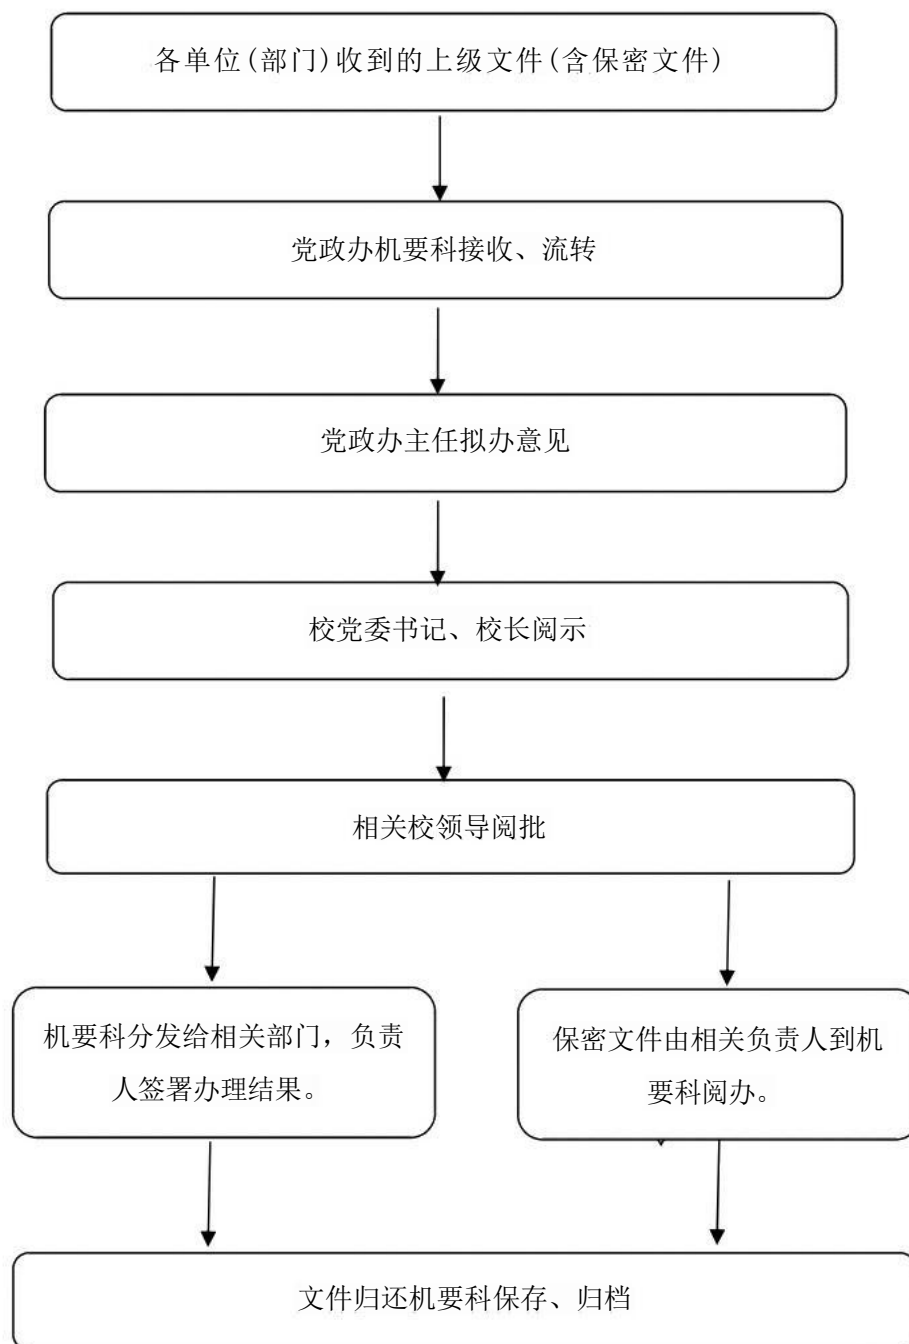 各单位(部门)收到的上级文件(含保密文件)
党政办机要科接收、流转
党政办主任拟办意见
校党委书记、校长阅示
相关校领导阅批
机要科分发给相关部门，负责
人签署办理结果。
保密文件由相关负责人到机
要科阅办。
文件归还机要科保存、归档